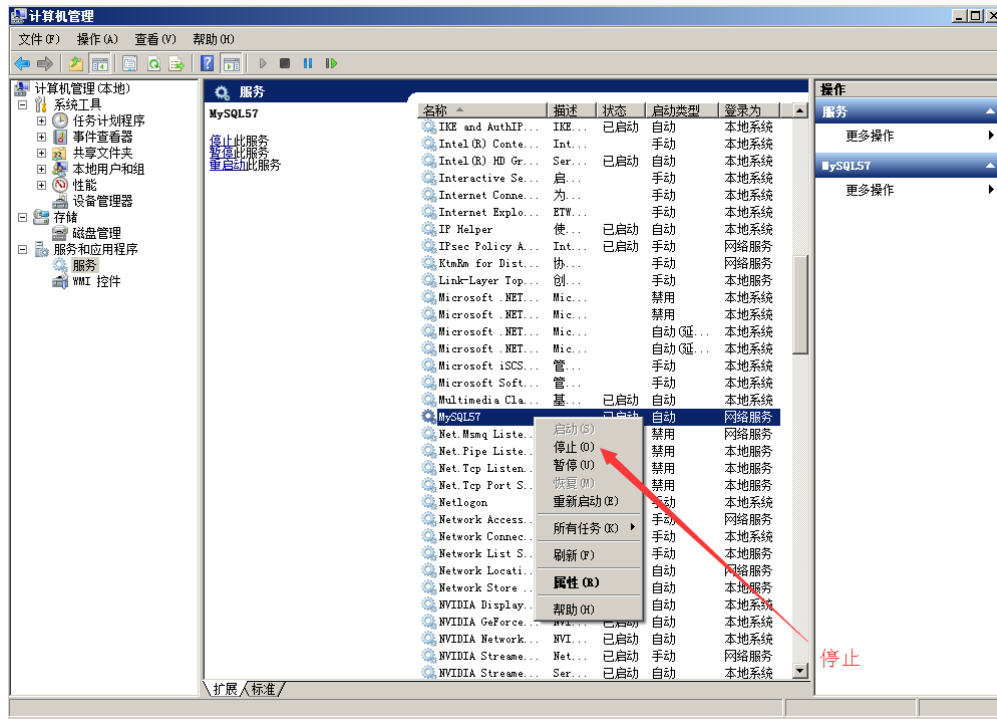 计算机管理
文件(F) 操作(A) 查看(V) 帮助(H)
计算机管理(本地)
系统工具
任务计划程序
事件查看器
共享文件夹
本地用户和组
性能
设备管理器
存储
磁盘管理
服务和应用程序
服务
WMI 控件
服务
MySQL57
停止此服务
暂停此服务
重启动此服务
名称 描述 状态 启动类型 登录为
IKE and AuthIP... IKE... 已启动 自动 本地系统
Intel(R) Conte... Int... 手动 本地系统
Intel(R) HD Gr... Ser... 已启动 自动 本地系统
Interactive Se... 启... 手动 本地系统
Internet Conne... 为... 手动 本地系统
Internet Explo... ETW... 手动 本地系统
IP Helper 使... 已启动 自动 本地系统
IPsec Policy A... Int... 已启动 手动 网络服务
KtmRm for Dist... 协... 手动 网络服务
Link-Layer Top... 创... 手动 本地服务
Microsoft .NET... Mic... 禁用 本地系统
Microsoft .NET... Mic... 禁用 本地系统
Microsoft .NET... Mic... 自动(延... 本地系统
Microsoft .NET... Mic... 自动(延... 本地系统
Microsoft iSCS... 管... 手动 本地系统
Microsoft Soft... 管... 手动 本地系统
Multimedia Cla... 基... 已启动 自动 本地系统
MySQL57 已启动 自动 网络服务
Net.Msmq Liste.. 禁用 网络服务
Net.Pipe Liste.. 禁用 本地服务
Net.Tcp Listen.. 禁用 本地服务
Net.Tcp Port S.. 禁用 本地服务
Netlogon 手动 本地系统
Network Access.. 手动 网络服务
Network Connec.. 手动 本地系统
Network List S.. 手动 本地服务
Network Locati.. 自动 网络服务
Network Store .. 自动 本地服务
NVIDIA Display.. 自动 本地系统
NVIDIA GeForce... NVI... 已启动 自动 本地系统
NVIDIA Network... NVI... 已启动 自动 本地系统
NVIDIA Streame... Net... 已启动 手动 网络服务
NVIDIA Streame... Ser... 已启动 自动 本地系统
启动(S)
停止(O)
暂停(U)
恢复(M)
重新启动(E)
所有任务(K)
刷新(F)
属性(R)
帮助(H)
扩展 标准
操作
服务
更多操作
MySQL57
更多操作
停止